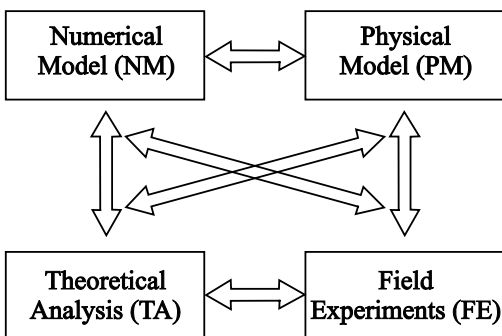 Numerical
Model (NM)
Physical
Model (PM)
Theoretical
Analysis (TA)
Field
Experiments (FE)